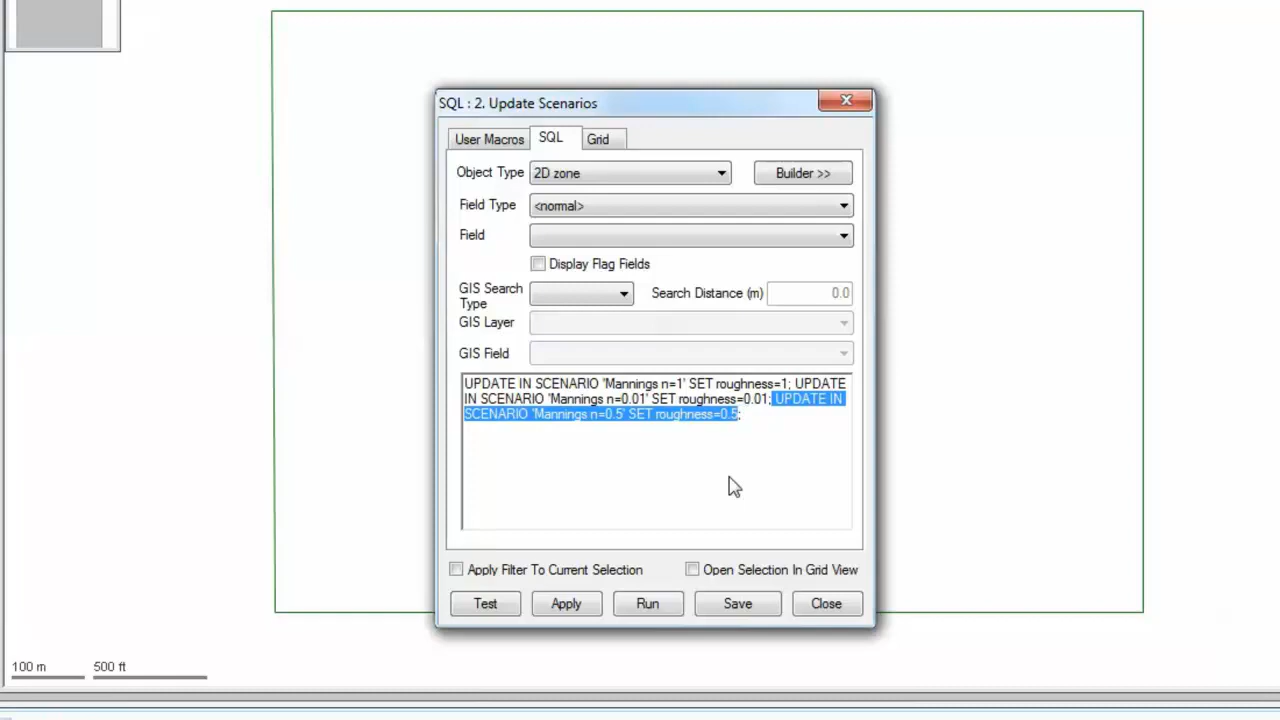 SQL : 2. Update Scenarios
User Macros SQL Grid
Object Type 2D zone Builder >>
Field Type <normal>
Field
Display Flag Fields
GIS Search Type Search Distance (m) 0.0
GIS Layer
GIS Field
UPDATE IN SCENARIO 'Mannings n=1' SET roughness=1; UPDATE
IN SCENARIO 'Mannings n=0.01' SET roughness=0.01; UPDATE IN
SCENARIO 'Mannings n=0.5' SET roughness=0.5;
Apply Filter To Current Selection Open Selection In Grid View
Test Apply Run Save Close
100 m 500 ft